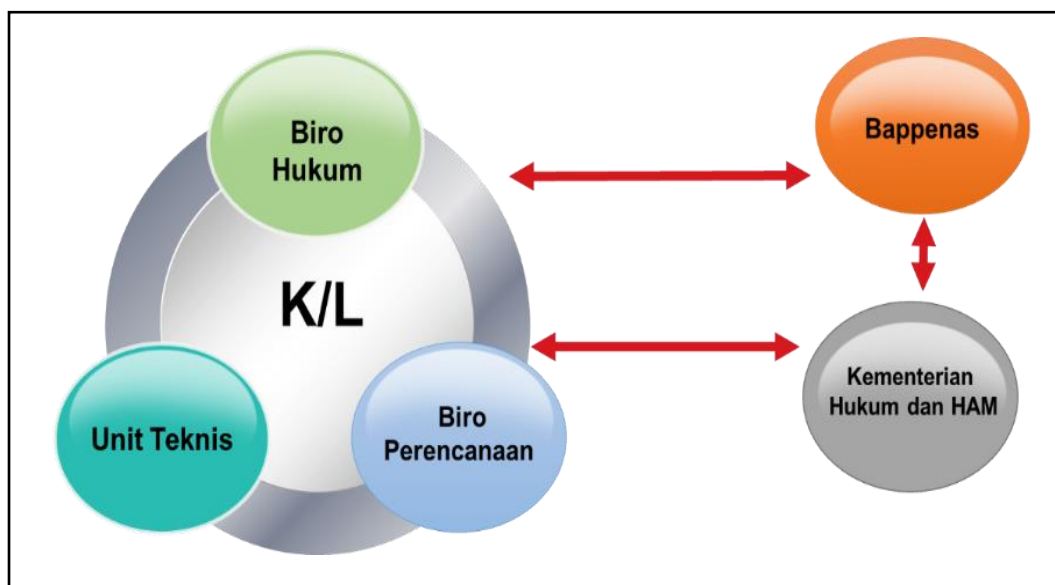 Biro
Hukum
K/L
Unit Teknis
Biro
Perencanaan
Bappenas
Kementerian
Hukum dan HAM